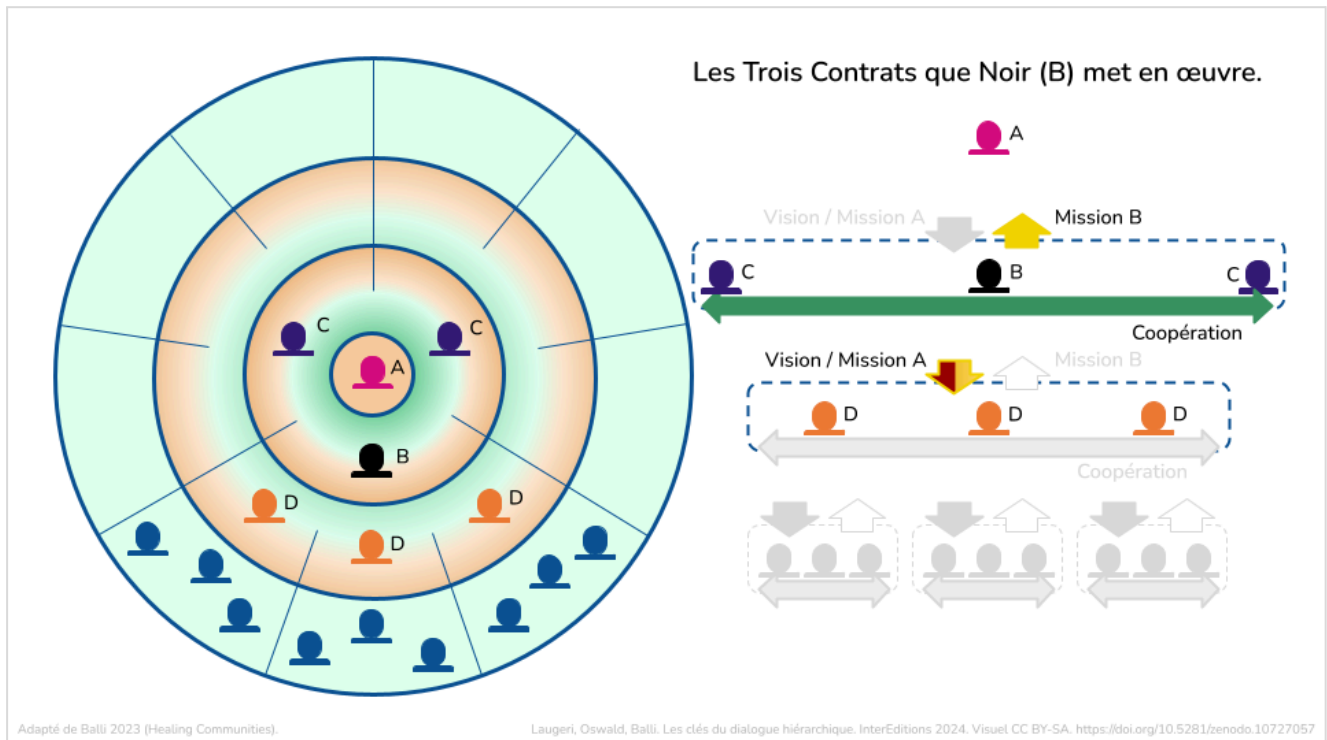 Les Trois Contrats que Noir (B) met en œuvre.
A
Vision / Mission A
Mission B
C
B
C
Coopération
Vision / Mission A
Mission B
D
D
D
Coopération
C
C
A
B
D
D
D
Adapté de Balli 2023 (Healing Communities).
Laugeri, Oswald, Balli. Les clés du dialogue hiérarchique. InterEditions 2024. Visuel CC BY-SA. https://doi.org/10.5281/zenodo.10727057